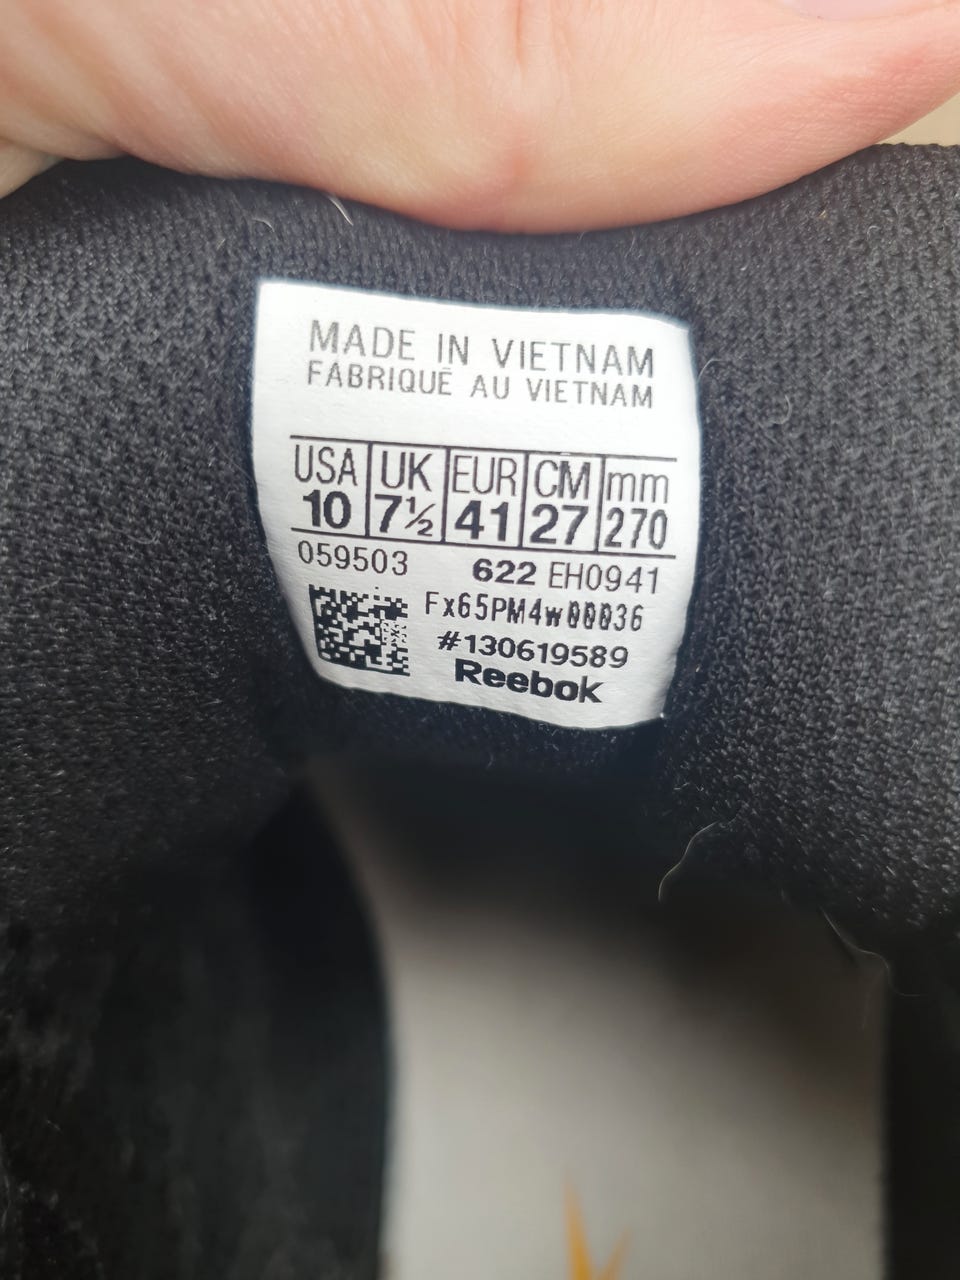 MADE IN VIETNAM
FABRIQUÉ AU VIETNAM
USA UK EUR CM mm
10 7½ 41 27 270
059503 622 EH0941
Fx65PM4w00036
#130619589
Reebok